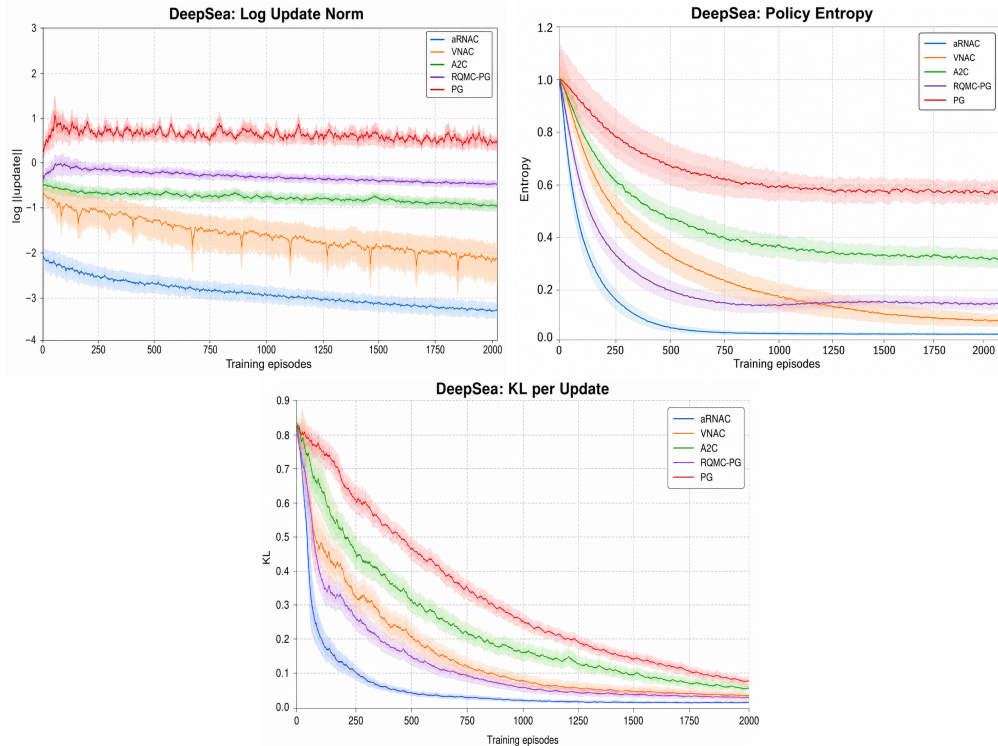 DeepSea: Log Update Norm
3
2
1
0
−1
−2
−3
−4
log ||update||
aRNAC
VNAC
A2C
RQMC-PG
PG
0 250 500 750 1000 1250 1500 1750 2000
Training episodes
DeepSea: Policy Entropy
1.2
1.0
0.8
0.6
0.4
0.2
0.0
Entropy
aRNAC
VNAC
A2C
RQMC-PG
PG
0 250 500 750 1000 1500 1750 2000
Training episodes
DeepSea: KL per Update
0.9
0.8
0.7
0.6
0.5
0.4
0.3
0.2
0.1
0.0
KL
aRNAC
VNAC
A2C
RQMC-PG
PG
0 250 500 750 1000 1250 1500 1750 2000
Training episodes